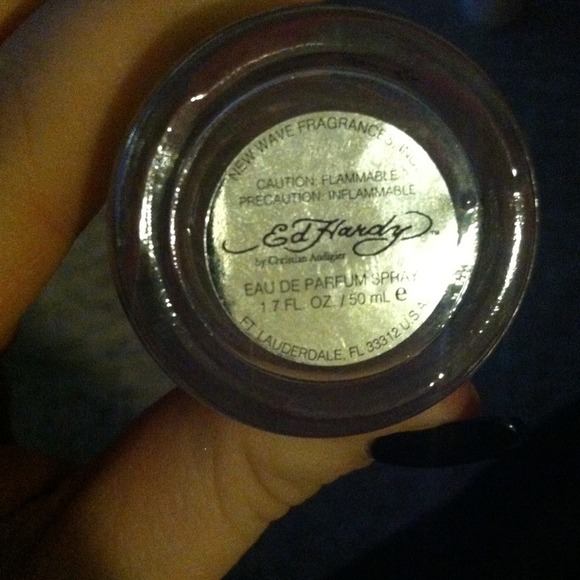 NEW WAVE FRAGRANCES,
CAUTION: FLAMMABLE
PRECAUTION: INFLAMMABLE
Ed Hardy™
by Christian Audigier
EAU DE PARFUM SPRAY
1.7 FL. OZ. / 50 mL ℮
FT. LAUDERDALE, FL 33312 U.S.A.